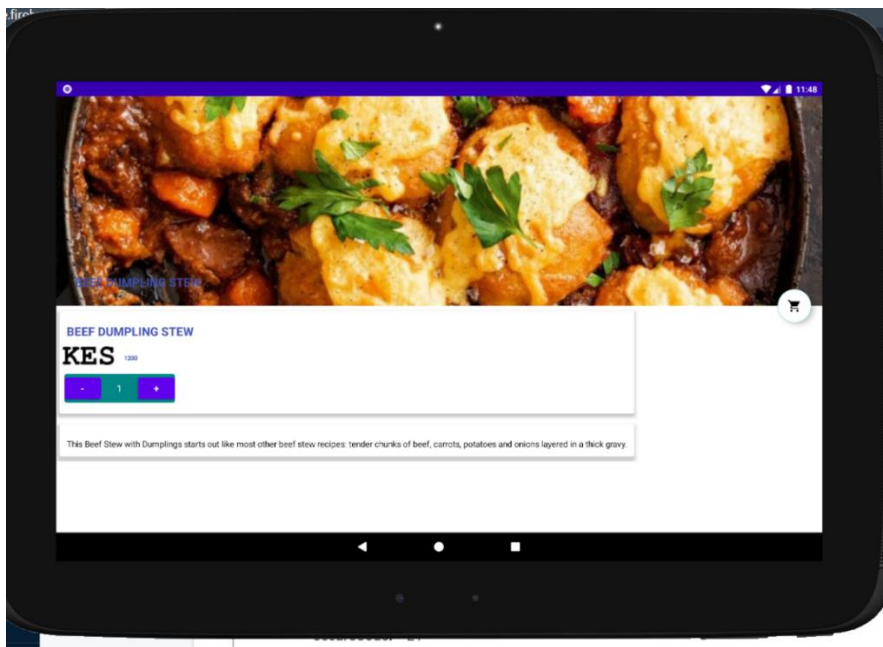 11:48
BEEF DUMPLING STEW
BEEF DUMPLING STEW
KES 1200
- 1 +
This Beef Stew with Dumplings starts out like most other beef stew recipes: tender chunks of beef, carrots, potatoes and onions layered in a thick gravy.